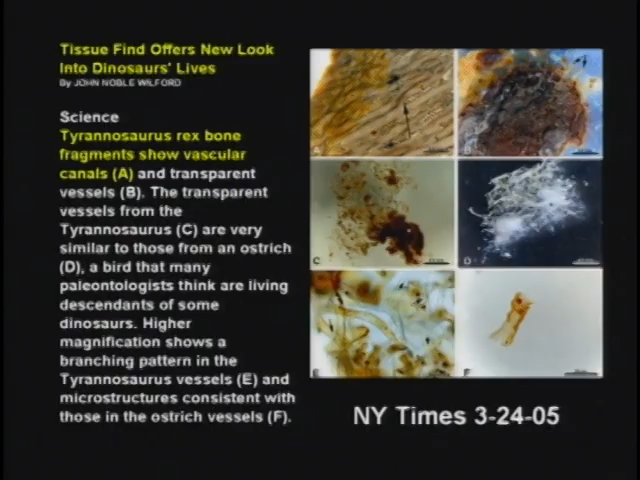 Tissue Find Offers New Look
Into Dinosaurs' Lives
By JOHN NOBLE WILFORD
Science
Tyrannosaurus rex bone
fragments show vascular
canals (A) and transparent
vessels (B). The transparent
vessels from the
Tyrannosaurus (C) are very
similar to those from an ostrich
(D), a bird that many
paleontologists think are living
descendants of some
dinosaurs. Higher
magnification shows a
branching pattern in the
Tyrannosaurus vessels (E) and
microstructures consistent with
those in the ostrich vessels (F).
C
D
E
F
NY Times 3-24-05